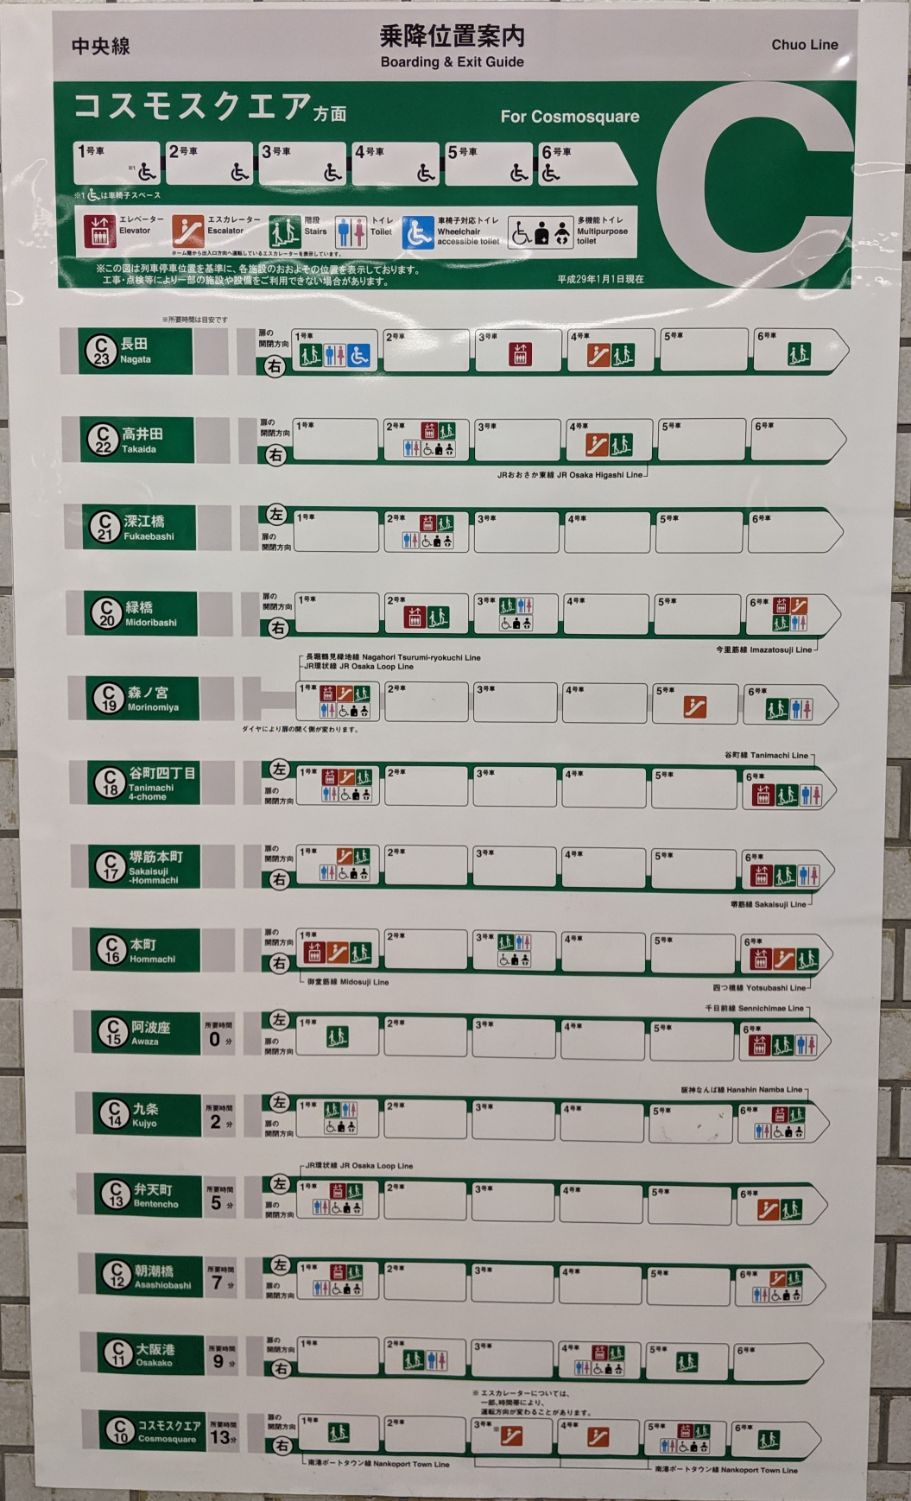 中央線
乗降位置案内
Boarding & Exit Guide
Chuo Line
コスモスクエア方面
For Cosmosquare
C
1号車 2号車 3号車 4号車 5号車 6号車
※1
※1 は車椅子スペース
エレベーター
Elevator
エスカレーター
Escalator
階段
Stairs
トイレ
Toilet
車椅子対応トイレ
Wheelchair
accessible toilet
多機能トイレ
Multipurpose
toilet
ホーム階から出入口方向へ運転しているエスカレーターを表示しています。
※この図は列車停車位置を基準に、各施設のおおよその位置を表示しております。
工事・点検等により一部の施設や設備をご利用できない場合があります。
平成29年1月1日現在
※所要時間は目安です
C 23 長田 Nagata
扉の開閉方向 右
1号車 2号車 3号車 4号車 5号車 6号車
C 22 高井田 Takaida
扉の開閉方向 右
1号車 2号車 3号車 4号車 5号車 6号車
JRおおさか東線 JR Osaka Higashi Line
C 21 深江橋 Fukaebashi
左 扉の開閉方向
1号車 2号車 3号車 4号車 5号車 6号車
C 20 緑橋 Midoribashi
扉の開閉方向 右
1号車 2号車 3号車 4号車 5号車 6号車
今里筋線 Imazatosuji Line
長堀鶴見緑地線 Nagahori Tsurumi-ryokuchi Line
JR環状線 JR Osaka Loop Line
C 19 森ノ宮 Morinomiya
1号車 2号車 3号車 4号車 5号車 6号車
ダイヤにより扉の開く側が変わります。
谷町線 Tanimachi Line
C 18 谷町四丁目 Tanimachi 4-chome
左 扉の開閉方向
1号車 2号車 3号車 4号車 5号車 6号車
C 17 堺筋本町 Sakaisuji -Hommachi
扉の開閉方向 右
1号車 2号車 3号車 4号車 5号車 6号車
堺筋線 Sakaisuji Line
C 16 本町 Hommachi
扉の開閉方向 右
1号車 2号車 3号車 4号車 5号車 6号車
御堂筋線 Midosuji Line
四つ橋線 Yotsubashi Line
千日前線 Sennichimae Line
C 15 阿波座 Awaza
所要時間 0分
左 扉の開閉方向
1号車 2号車 3号車 4号車 5号車 6号車
阪神なんば線 Hanshin Namba Line
C 14 九条 Kujyo
所要時間 2分
左 扉の開閉方向
1号車 2号車 3号車 4号車 5号車 6号車
JR環状線 JR Osaka Loop Line
C 13 弁天町 Bentencho
所要時間 5分
左 扉の開閉方向
1号車 2号車 3号車 4号車 5号車 6号車
C 12 朝潮橋 Asashiobashi
所要時間 7分
左 扉の開閉方向
1号車 2号車 3号車 4号車 5号車 6号車
C 11 大阪港 Osakako
所要時間 9分
扉の開閉方向 右
1号車 2号車 3号車 4号車 5号車 6号車
※エスカレーターについては、
一部、時間帯により、
運転方向が変わることがあります。
C 10 コスモスクエア Cosmosquare
所要時間 13分
扉の開閉方向 右
1号車 2号車 3号車 ※ 4号車 5号車 6号車
南港ポートタウン線 Nankoport Town Line
南港ポートタウン線 Nankoport Town Line